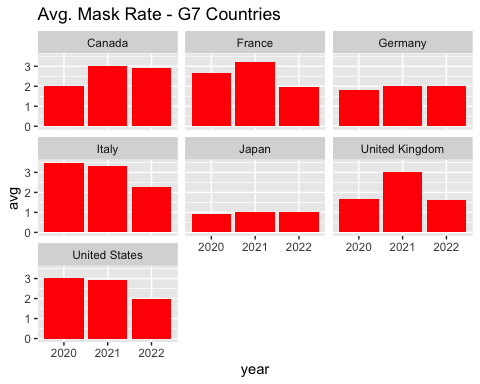 Avg. Mask Rate - G7 Countries
Canada France Germany
3
2
1
0
Italy Japan United Kingdom
3
2
1
0
2020 2021 2022 2020 2021 2022
United States
3
2
1
0
2020 2021 2022
avg
year